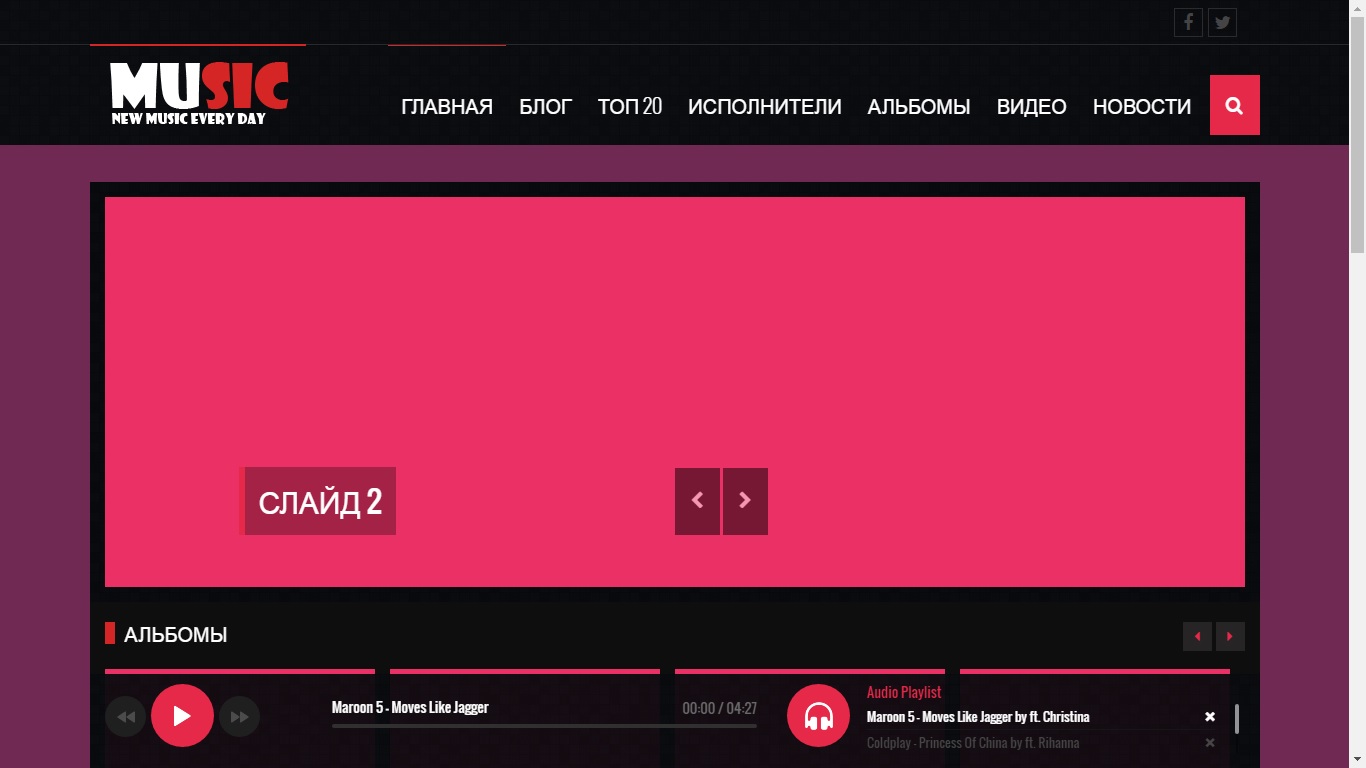 MUSIC
NEW MUSIC EVERY DAY
ГЛАВНАЯ БЛОГ ТОП 20 ИСПОЛНИТЕЛИ АЛЬБОМЫ ВИДЕО НОВОСТИ
СЛАЙД 2
АЛЬБОМЫ
Maroon 5 - Moves Like Jagger 00:00 / 04:27
Audio Playlist
Maroon 5 - Moves Like Jagger by ft. Christina
Coldplay - Princess Of China by ft. Rihanna